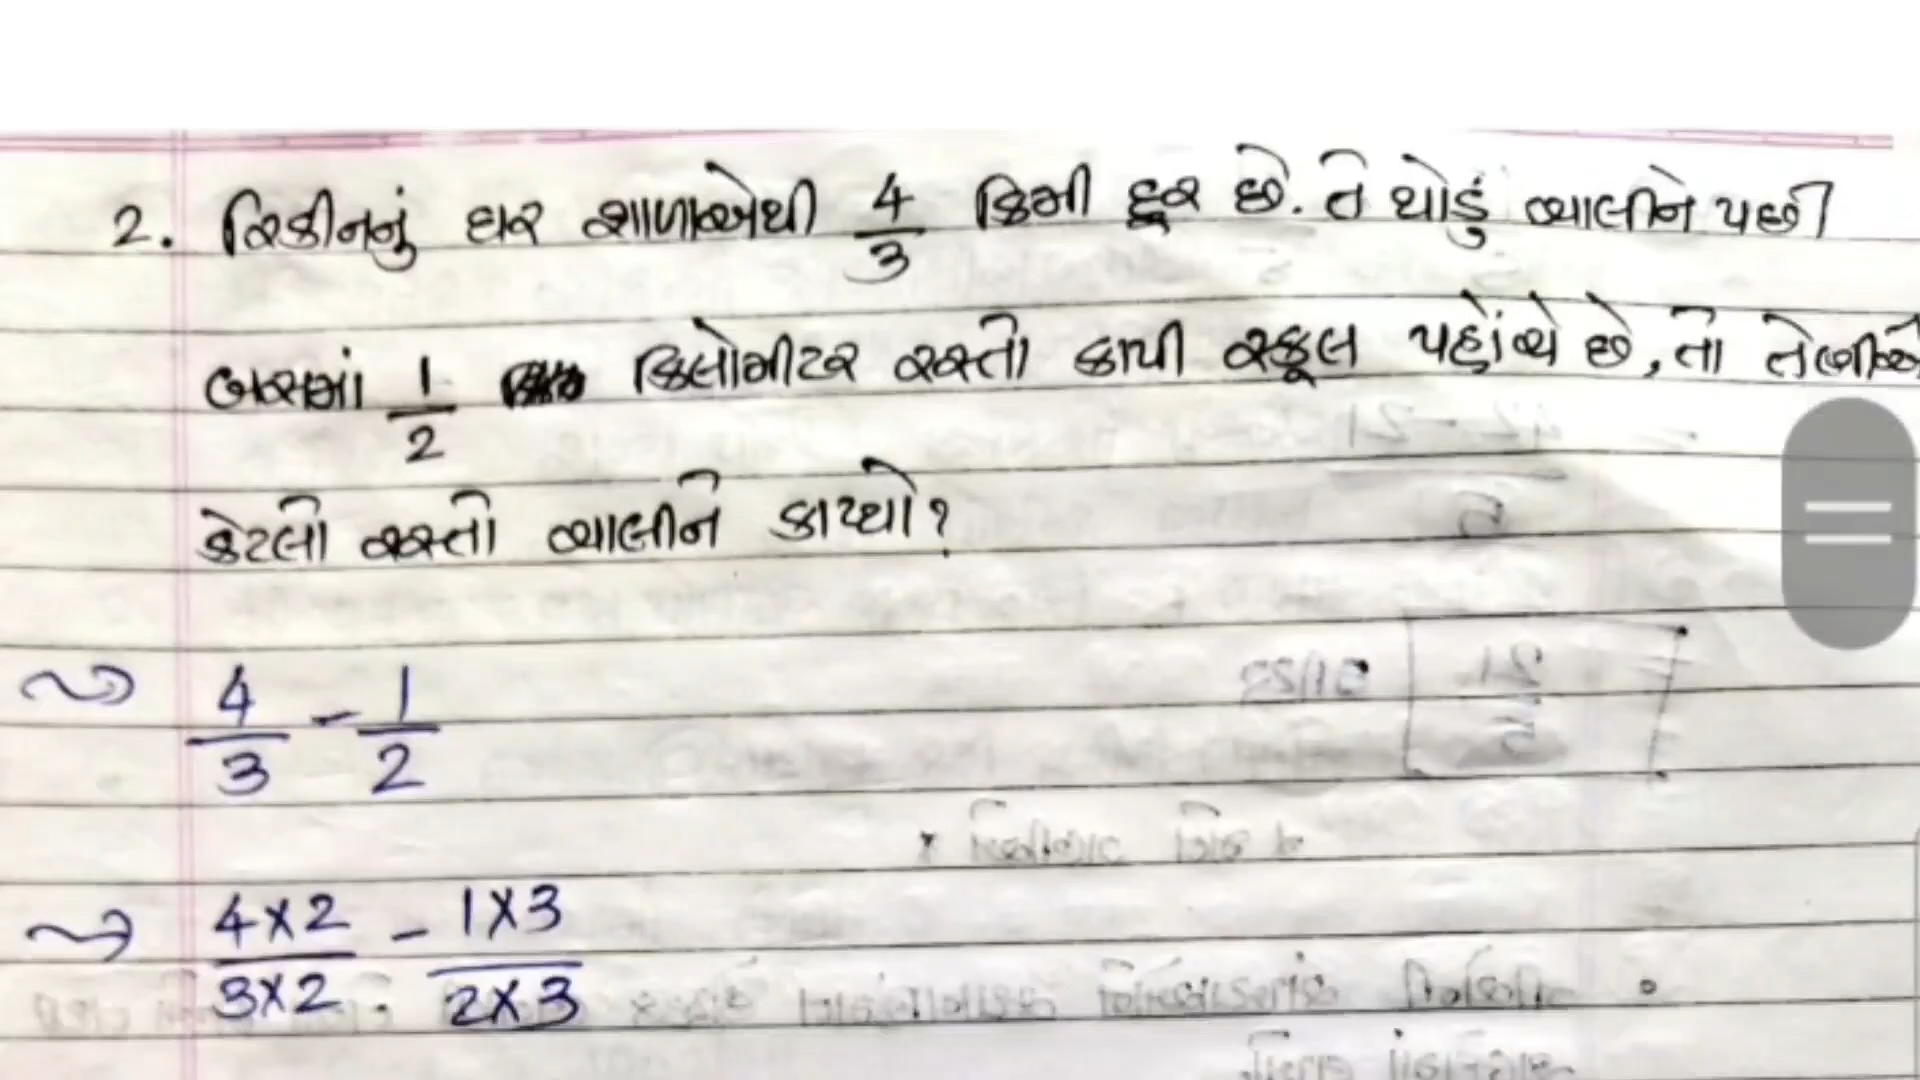 2. રિકીનનું ઘર શાળાએથી 4/3 કિમી દૂર છે. તે થોડું ચાલીને પછી
બસમાં 1/2 કિલોમીટર રસ્તો કાપી સ્કૂલ પહોંચે છે, તો તેણીએ
કેટલો રસ્તો ચાલીને કાપ્યો?
4/3 - 1/2
4×2/3×2 - 1×3/2×3